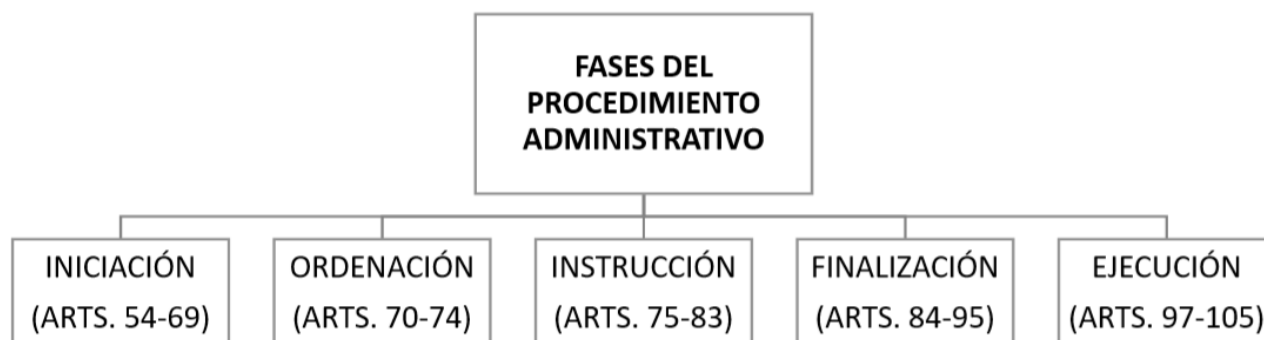 FASES DEL
PROCEDIMIENTO
ADMINISTRATIVO
INICIACIÓN
(ARTS. 54-69)
ORDENACIÓN
(ARTS. 70-74)
INSTRUCCIÓN
(ARTS. 75-83)
FINALIZACIÓN
(ARTS. 84-95)
EJECUCIÓN
(ARTS. 97-105)